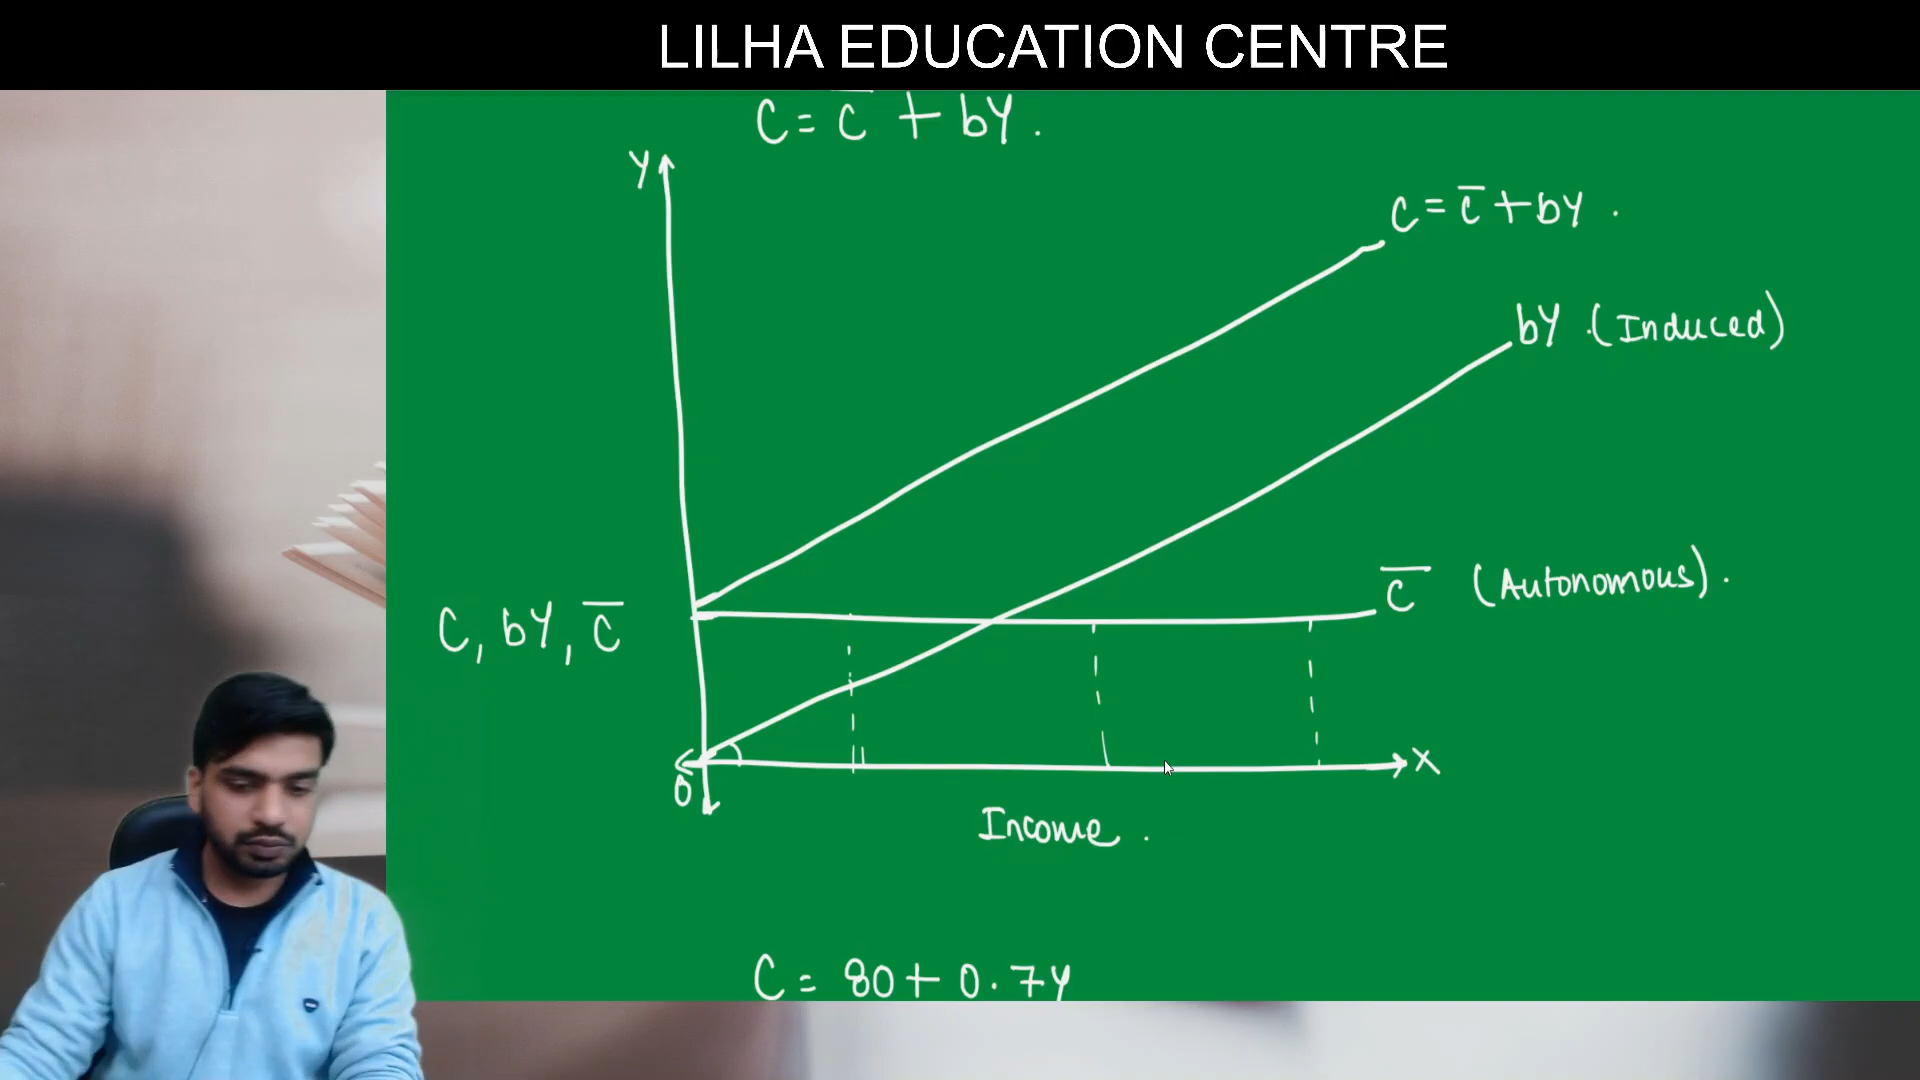 LILHA EDUCATION CENTRE
C = c̅ + bY.
Y
C = c̅ + bY.
bY (Induced)
c̅ (Autonomous).
C, bY, c̅
0
X
Income.
C = 80 + 0.7Y